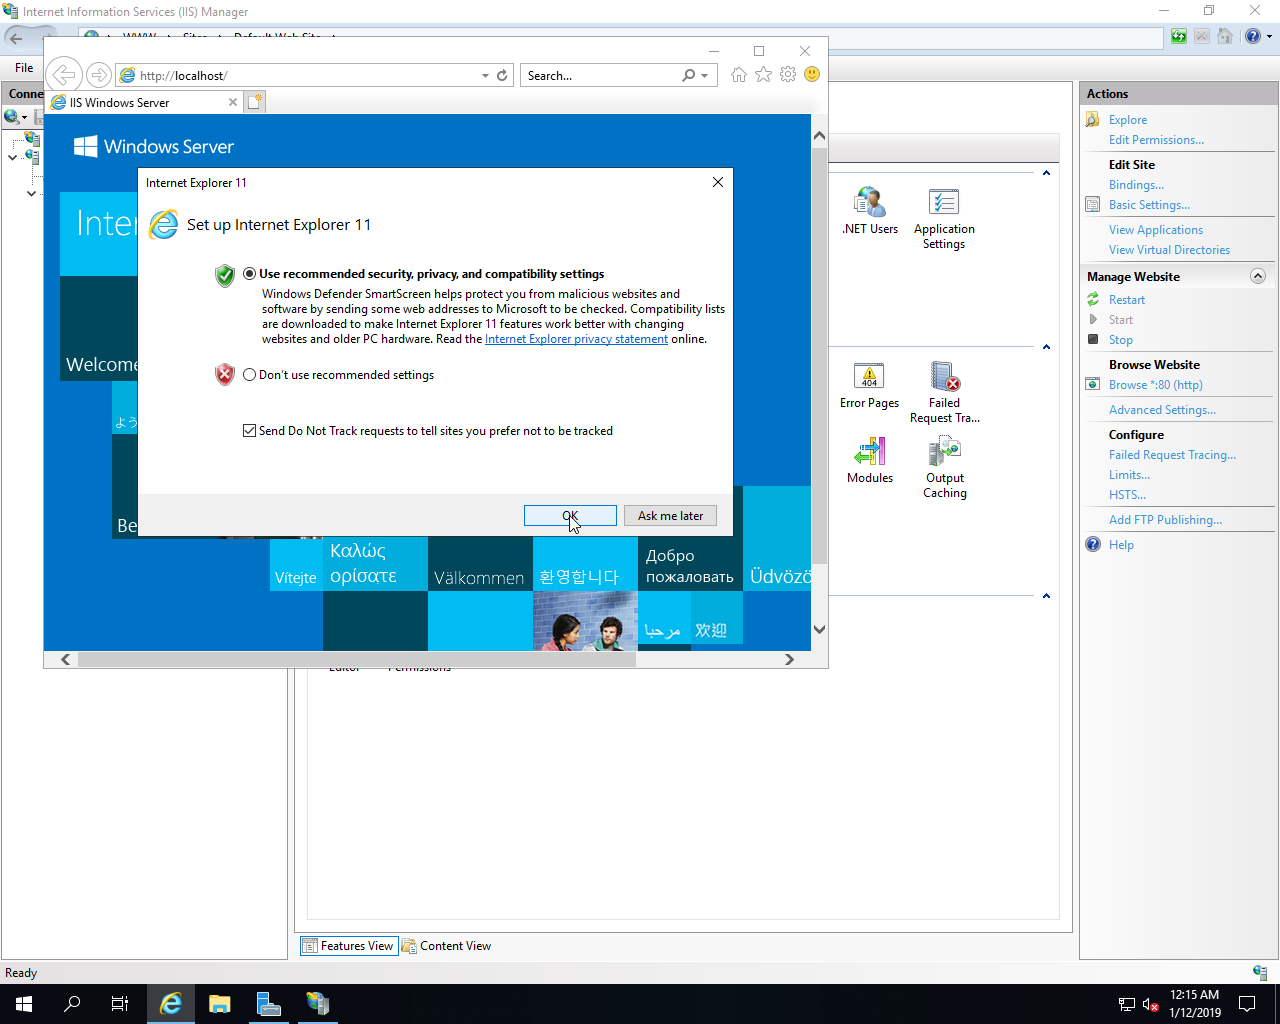 Internet Information Services (IIS) Manager
WWW Sites Default Web Site
File
http://localhost/
Search...
IIS Windows Server
Conne
Windows Server
Inter
Welcome
よう
Be
Internet Explorer 11
Set up Internet Explorer 11
Use recommended security, privacy, and compatibility settings
Windows Defender SmartScreen helps protect you from malicious websites and
software by sending some web addresses to Microsoft to be checked. Compatibility lists
are downloaded to make Internet Explorer 11 features work better with changing
websites and older PC hardware. Read the Internet Explorer privacy statement online.
Don't use recommended settings
Send Do Not Track requests to tell sites you prefer not to be tracked
OK
Ask me later
Vítejte
Καλώς
ορίσατε
Välkommen
환영합니다
Добро
пожаловать
Üdvözö
مرحبا
欢迎
Editor
Permissions
.NET Users
Application
Settings
404
Error Pages
Failed
Request Tra...
Modules
Output
Caching
Actions
Explore
Edit Permissions...
Edit Site
Bindings...
Basic Settings...
View Applications
View Virtual Directories
Manage Website
Restart
Start
Stop
Browse Website
Browse *:80 (http)
Advanced Settings...
Configure
Failed Request Tracing...
Limits...
HSTS...
Add FTP Publishing...
Help
Features View
Content View
Ready
12:15 AM
1/12/2019